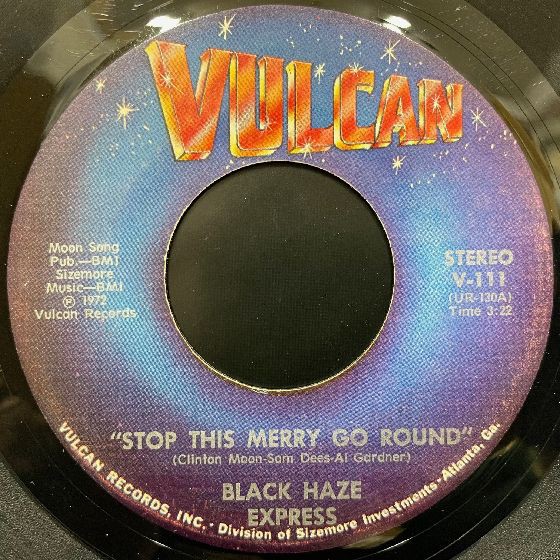 VULCAN
Moon Song
Pub.—BMI
Sizemore
Music—BMI
℗ 1972
Vulcan Records
STEREO
V-111
(UR-130A)
Time 3:22
"STOP THIS MERRY GO ROUND"
(Clinton Moon-Sam Dees-Al Gardner)
BLACK HAZE
EXPRESS
VULCAN RECORDS, INC. • Division of Sizemore Investments • Atlanta, Ga.